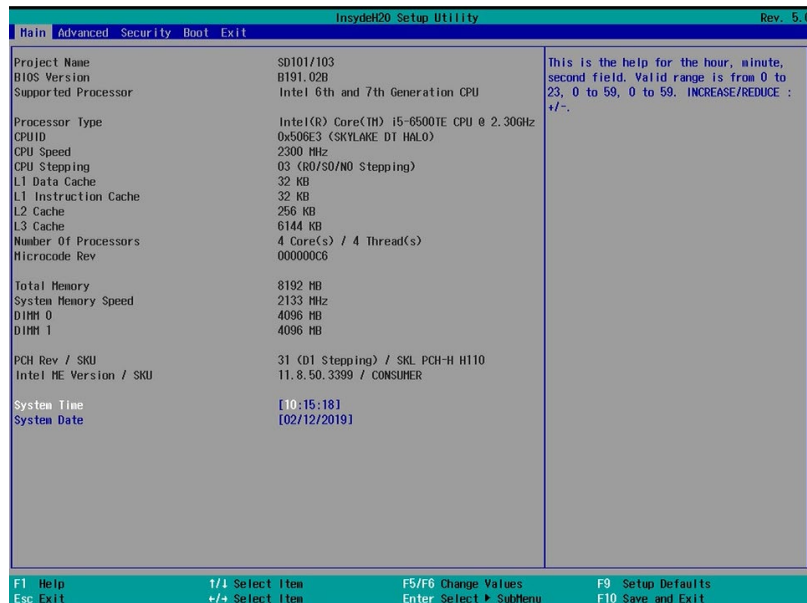 InsydeH2O Setup Utility Rev. 5.
Main Advanced Security Boot Exit
Project Name SD101/103
BIOS Version B191.02B
Supported Processor Intel 6th and 7th Generation CPU
Processor Type Intel(R) Core(TM) i5-6500TE CPU @ 2.30GHz
CPUID 0x506E3 (SKYLAKE DT HALO)
CPU Speed 2300 MHz
CPU Stepping 03 (R0/S0/N0 Stepping)
L1 Data Cache 32 KB
L1 Instruction Cache 32 KB
L2 Cache 256 KB
L3 Cache 6144 KB
Number Of Processors 4 Core(s) / 4 Thread(s)
Microcode Rev 000000C6
Total Memory 8192 MB
System Memory Speed 2133 MHz
DIMM 0 4096 MB
DIMM 1 4096 MB
PCH Rev / SKU 31 (D1 Stepping) / SKL PCH-H H110
Intel ME Version / SKU 11.8.50.3399 / CONSUMER
System Time [10:15:18]
System Date [02/12/2019]
This is the help for the hour, minute,
second field. Valid range is from 0 to
23, 0 to 59, 0 to 59. INCREASE/REDUCE :
+/-.
F1 Help ↑/↓ Select Item F5/F6 Change Values F9 Setup Defaults
Esc Exit ←/→ Select Item Enter Select ▶ SubMenu F10 Save and Exit